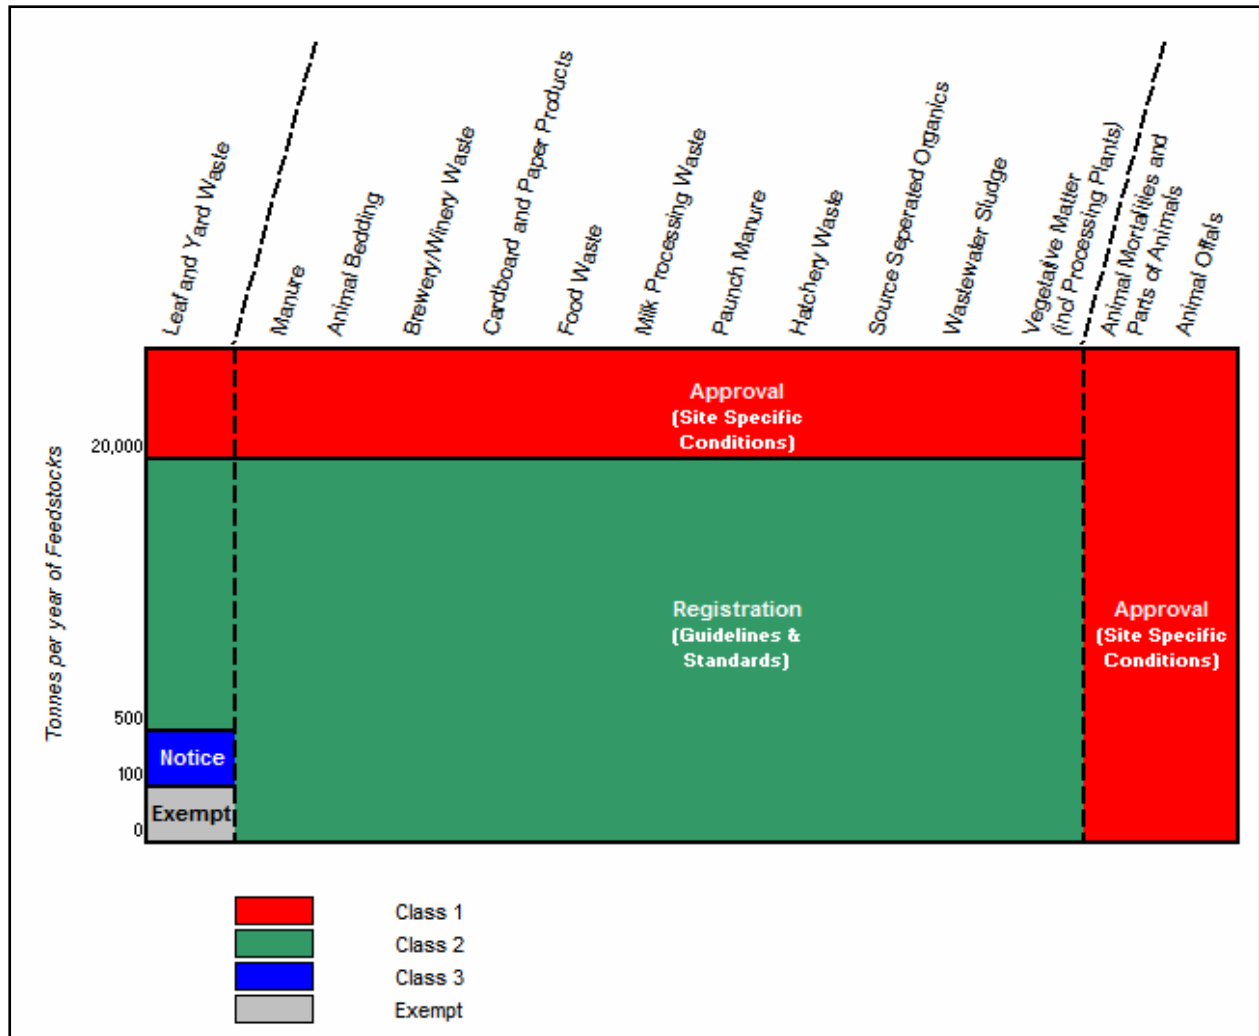 Leaf and Yard Waste
Manure
Animal Bedding
Brewery/Winery Waste
Cardboard and Paper Products
Food Waste
Milk Processing Waste
Paunch Manure
Hatchery Waste
Source Seperated Organics
Wastewater Sludge
Vegetative Matter
(incl Processing Plants)
Animal Mortalities and
Parts of Animals
Animal Offals
Tonnes per year of Feedstocks
20,000
500
100
0
Approval
(Site Specific
Conditions)
Registration
(Guidelines &
Standards)
Approval
(Site Specific
Conditions)
Notice
Exempt
Class 1
Class 2
Class 3
Exempt